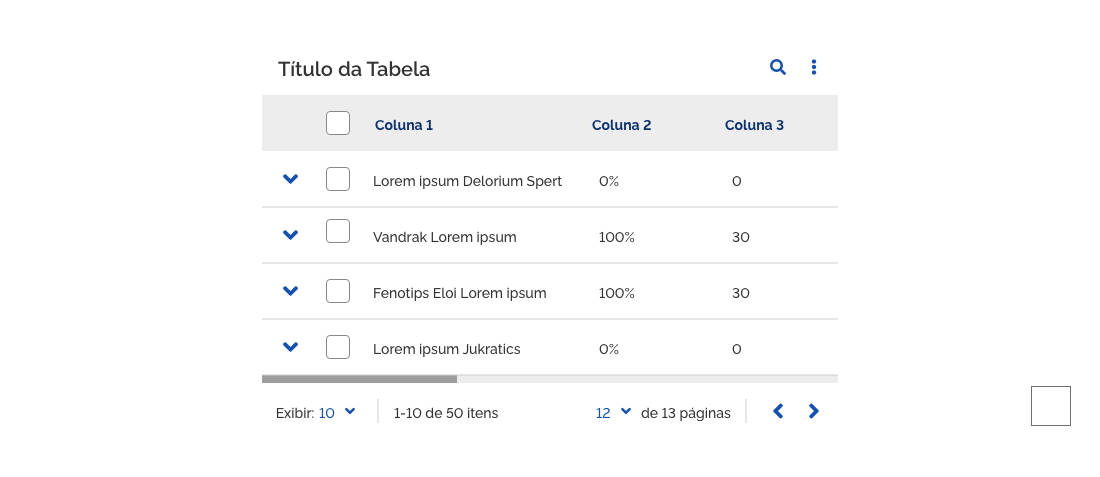 Título da Tabela
Coluna 1 Coluna 2 Coluna 3
Lorem ipsum Delorium Spert 0% 0
Vandrak Lorem ipsum 100% 30
Fenotips Eloi Lorem ipsum 100% 30
Lorem ipsum Jukratics 0% 0
Exibir: 10 1-10 de 50 itens 12 de 13 páginas